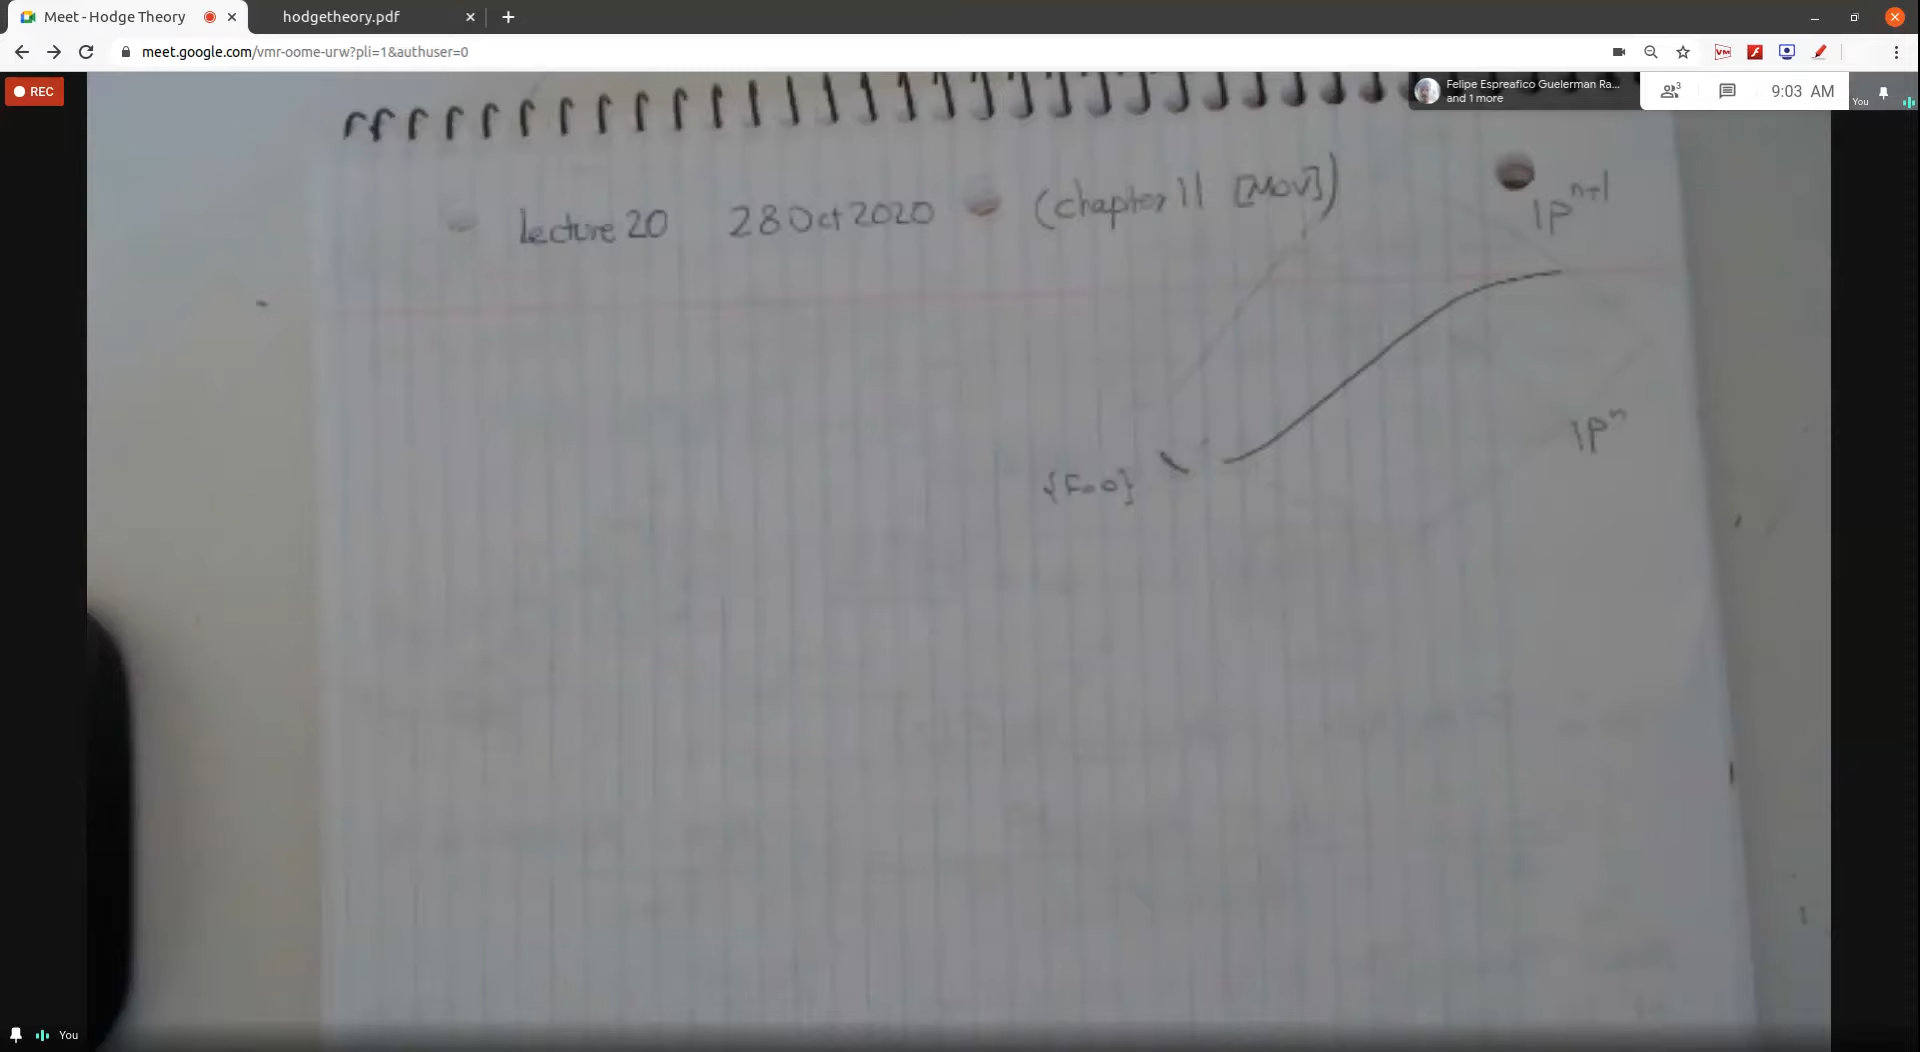 Meet - Hodge Theory
hodgetheory.pdf
meet.google.com/vmr-oome-urw?pli=1&authuser=0
REC
Felipe Espreafico Guelerman Ra...
and 1 more
3
9:03 AM
You
lecture 20 28 Oct 2020 (chapter 11 [MOV])
IP^{n+1}
IP^n
{F=0}
You